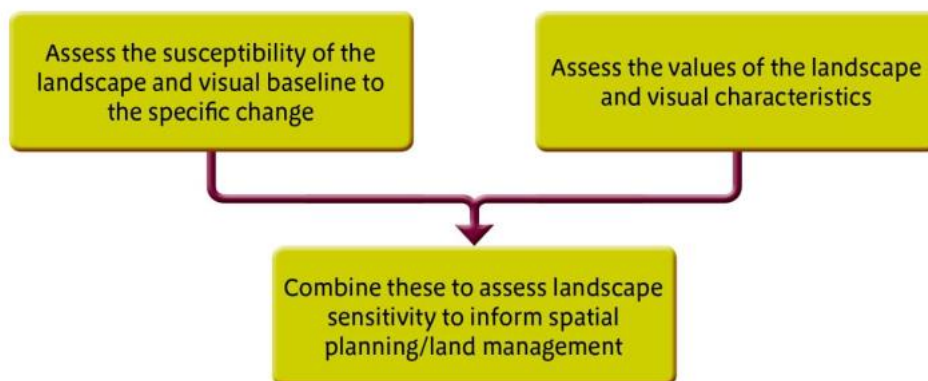 Assess the susceptibility of the
landscape and visual baseline to
the specific change
Assess the values of the landscape
and visual characteristics
Combine these to assess landscape
sensitivity to inform spatial
planning/land management